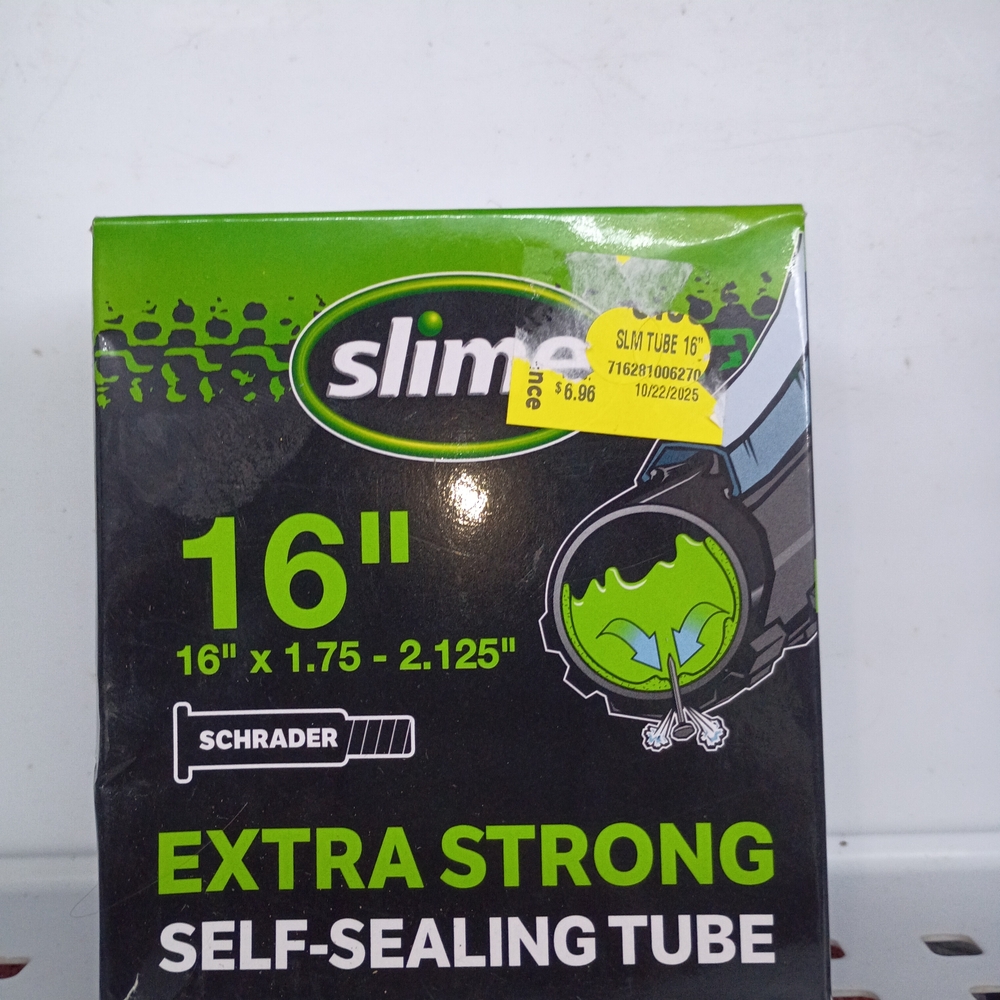 slime
SLM TUBE 16"
716281006270
nce $6.96 10/22/2025
16"
16" x 1.75 - 2.125"
SCHRADER
EXTRA STRONG
SELF-SEALING TUBE